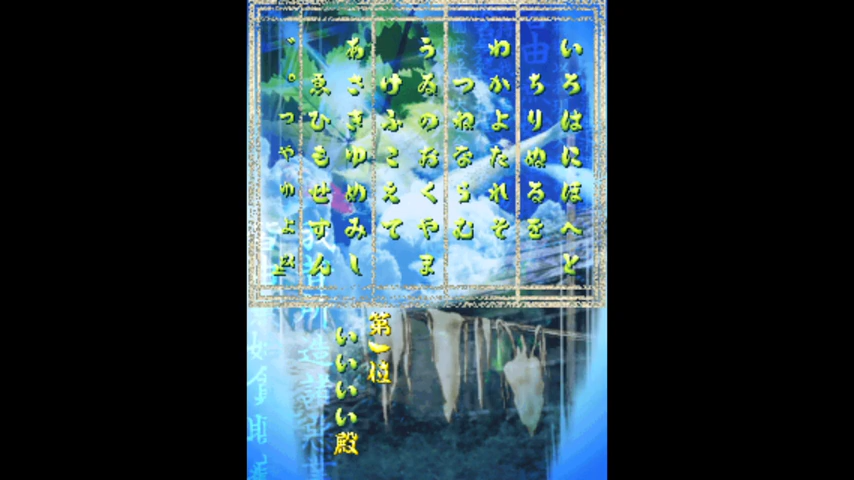 いろはにほへと
ちりぬるを
わかよたれそ
つねならむ
うゐのおくやま
けふこえて
あさきゆめみし
ゑひもせすん
゛゜っゃゅょ
第一位
いいいい殿